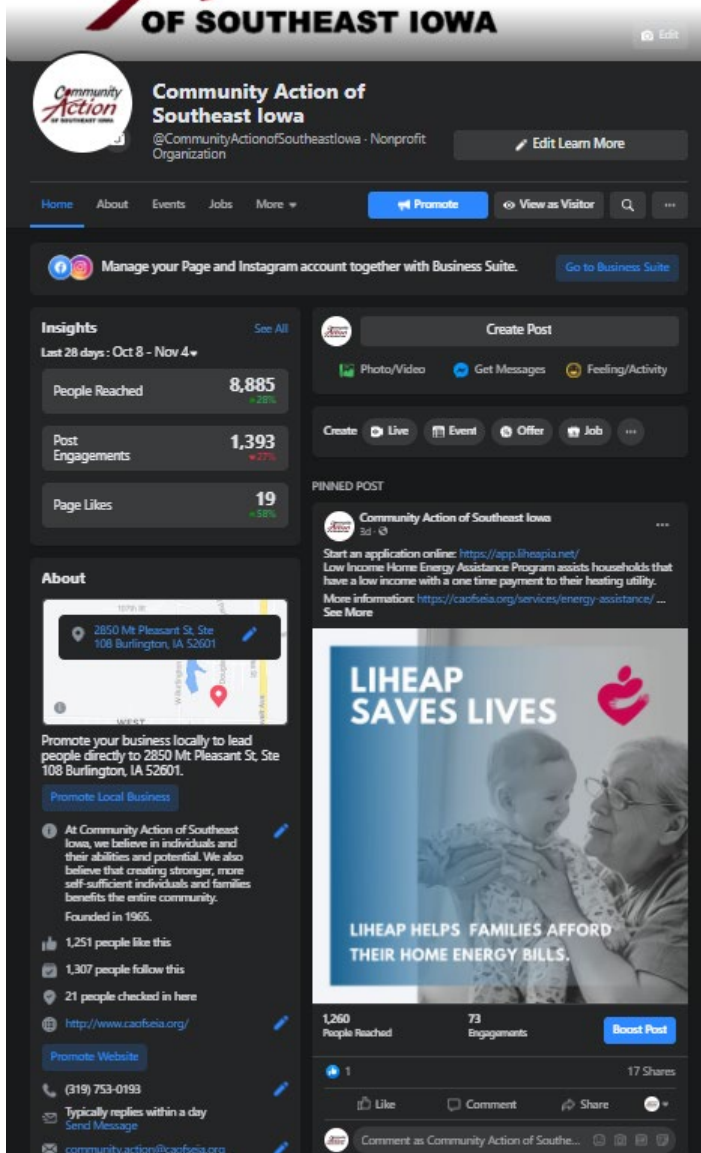 OF SOUTHEAST IOWA
Edit
Community
Action
OF SOUTHEAST IOWA
Community Action of
Southeast Iowa
@CommunityActionofSoutheastIowa · Nonprofit
Organization
Edit Learn More
Home
About
Events
Jobs
More
Promote
View as Visitor
Manage your Page and Instagram account together with Business Suite.
Go to Business Suite
Insights
See All
Last 28 days : Oct 8 - Nov 4
People Reached
8,885
28%
Post
Engagements
1,393
27%
Page Likes
19
58%
About
107th St
2850 Mt Pleasant St, Ste
108 Burlington, IA 52601
W Burlington
WEST
Promote your business locally to lead
people directly to 2850 Mt Pleasant St, Ste
108 Burlington, IA 52601.
Promote Local Business
At Community Action of Southeast
Iowa, we believe in individuals and
their abilities and potential. We also
believe that creating stronger, more
self-sufficient individuals and families
benefits the entire community.
Founded in 1965.
1,251 people like this
1,307 people follow this
21 people checked in here
http://www.caofseia.org/
Promote Website
(319) 753-0193
Typically replies within a day
Send Message
community.action@caofseia.org
Create Post
Photo/Video
Get Messages
Feeling/Activity
Create
Live
Event
Offer
Job
PINNED POST
Community Action of Southeast Iowa
3d ·
Start an application online: https://app.liheapia.net/
Low Income Home Energy Assistance Program assists households that
have a low income with a one time payment to their heating utility.
More information: https://caofseia.org/services/energy-assistance/ ...
See More
LIHEAP
SAVES LIVES
LIHEAP HELPS FAMILIES AFFORD
THEIR HOME ENERGY BILLS.
1,260
People Reached
73
Engagements
Boost Post
1
17 Shares
Like
Comment
Share
Comment as Community Action of Southe...